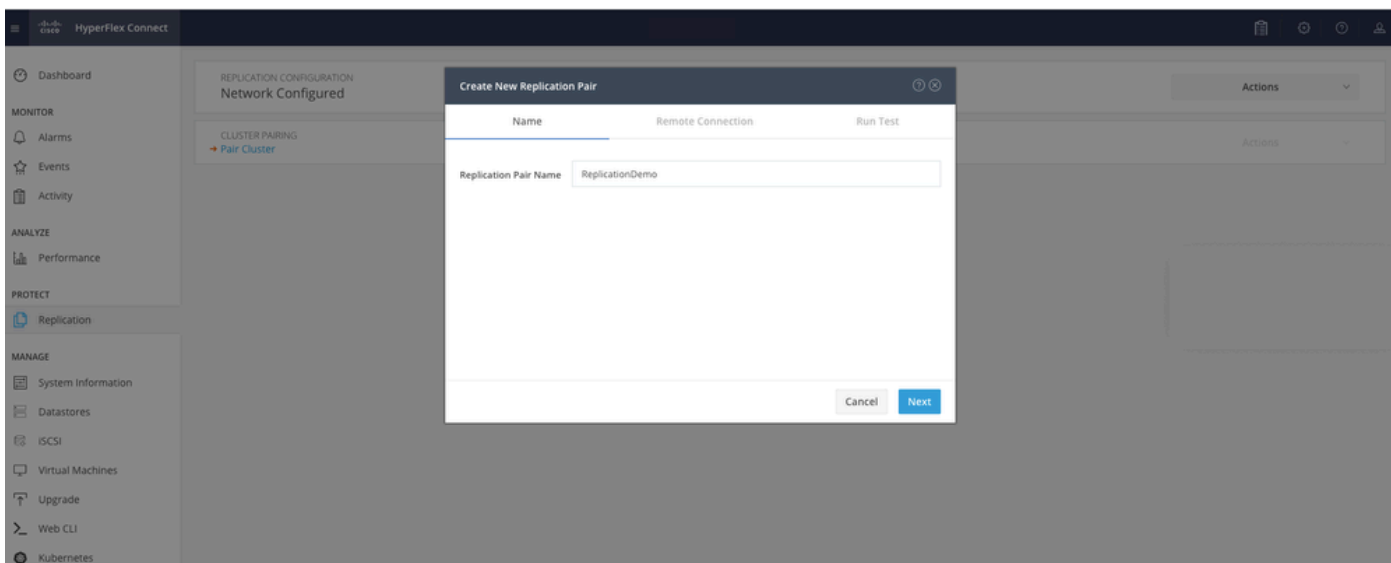 CISCO HyperFlex Connect
Dashboard
MONITOR
Alarms
Events
Activity
ANALYZE
Performance
PROTECT
Replication
MANAGE
System Information
Datastores
iSCSI
Virtual Machines
Upgrade
Web CLI
Kubernetes
REPLICATION CONFIGURATION
Network Configured
Actions
CLUSTER PAIRING
Pair Cluster
Actions
Create New Replication Pair
Name Remote Connection Run Test
Replication Pair Name ReplicationDemo
Cancel Next